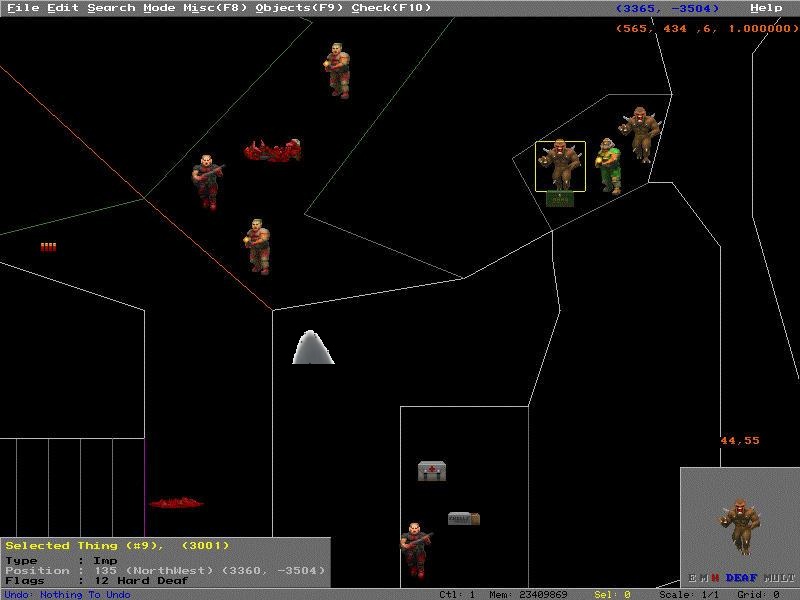 File Edit Search Mode Misc(F8) Objects(F9) Check(F10) (3365, -3504) Help
(565, 434 ,6, 1.000000)
44,55
Selected Thing (#9), (3001)
Type : Imp
Position : 135 (NorthWest) (3360, -3504)
Flags : 12 Hard Deaf
E M H DEAF MULT
Undo: Nothing To Undo Ctl: 1 Mem: 23409869 Sel: 0 Scale: 1/1 Grid: 0